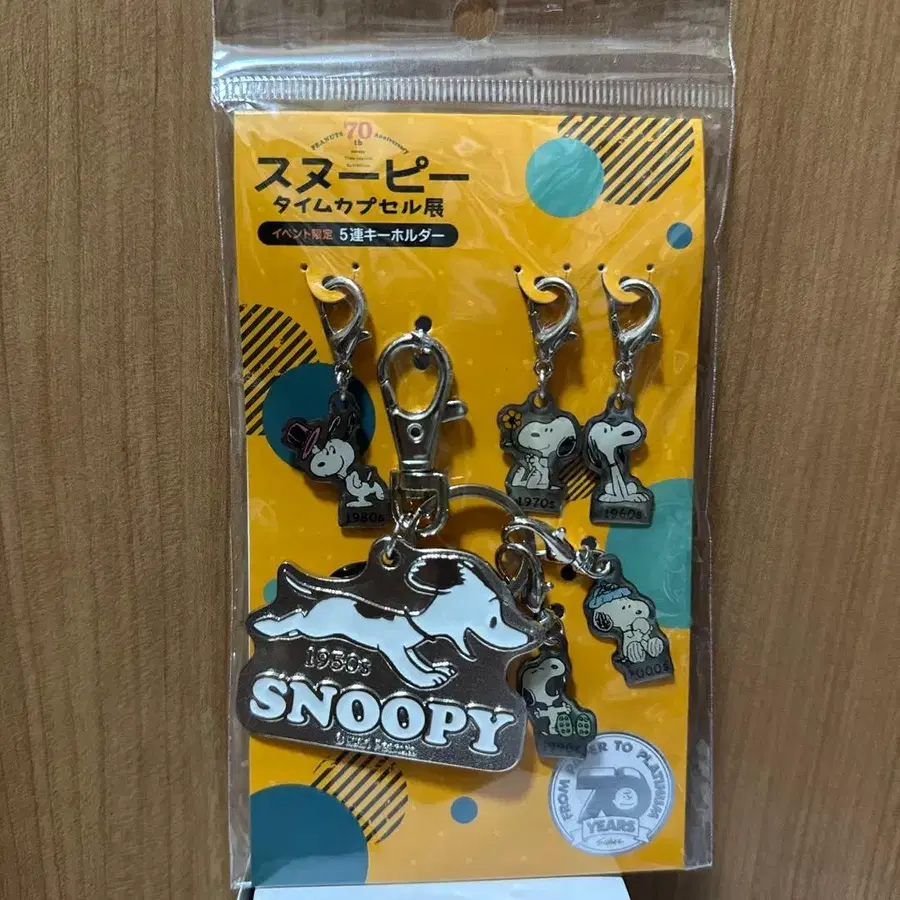 PEANUTS 70th Anniversary
スヌーピー
タイムカプセル展
イベント限定 5連キーホルダー
1980s
1970s
1960s
1950s
SNOOPY
2000s
1990s
FROM PAPER TO PLATINUM
70
YEARS